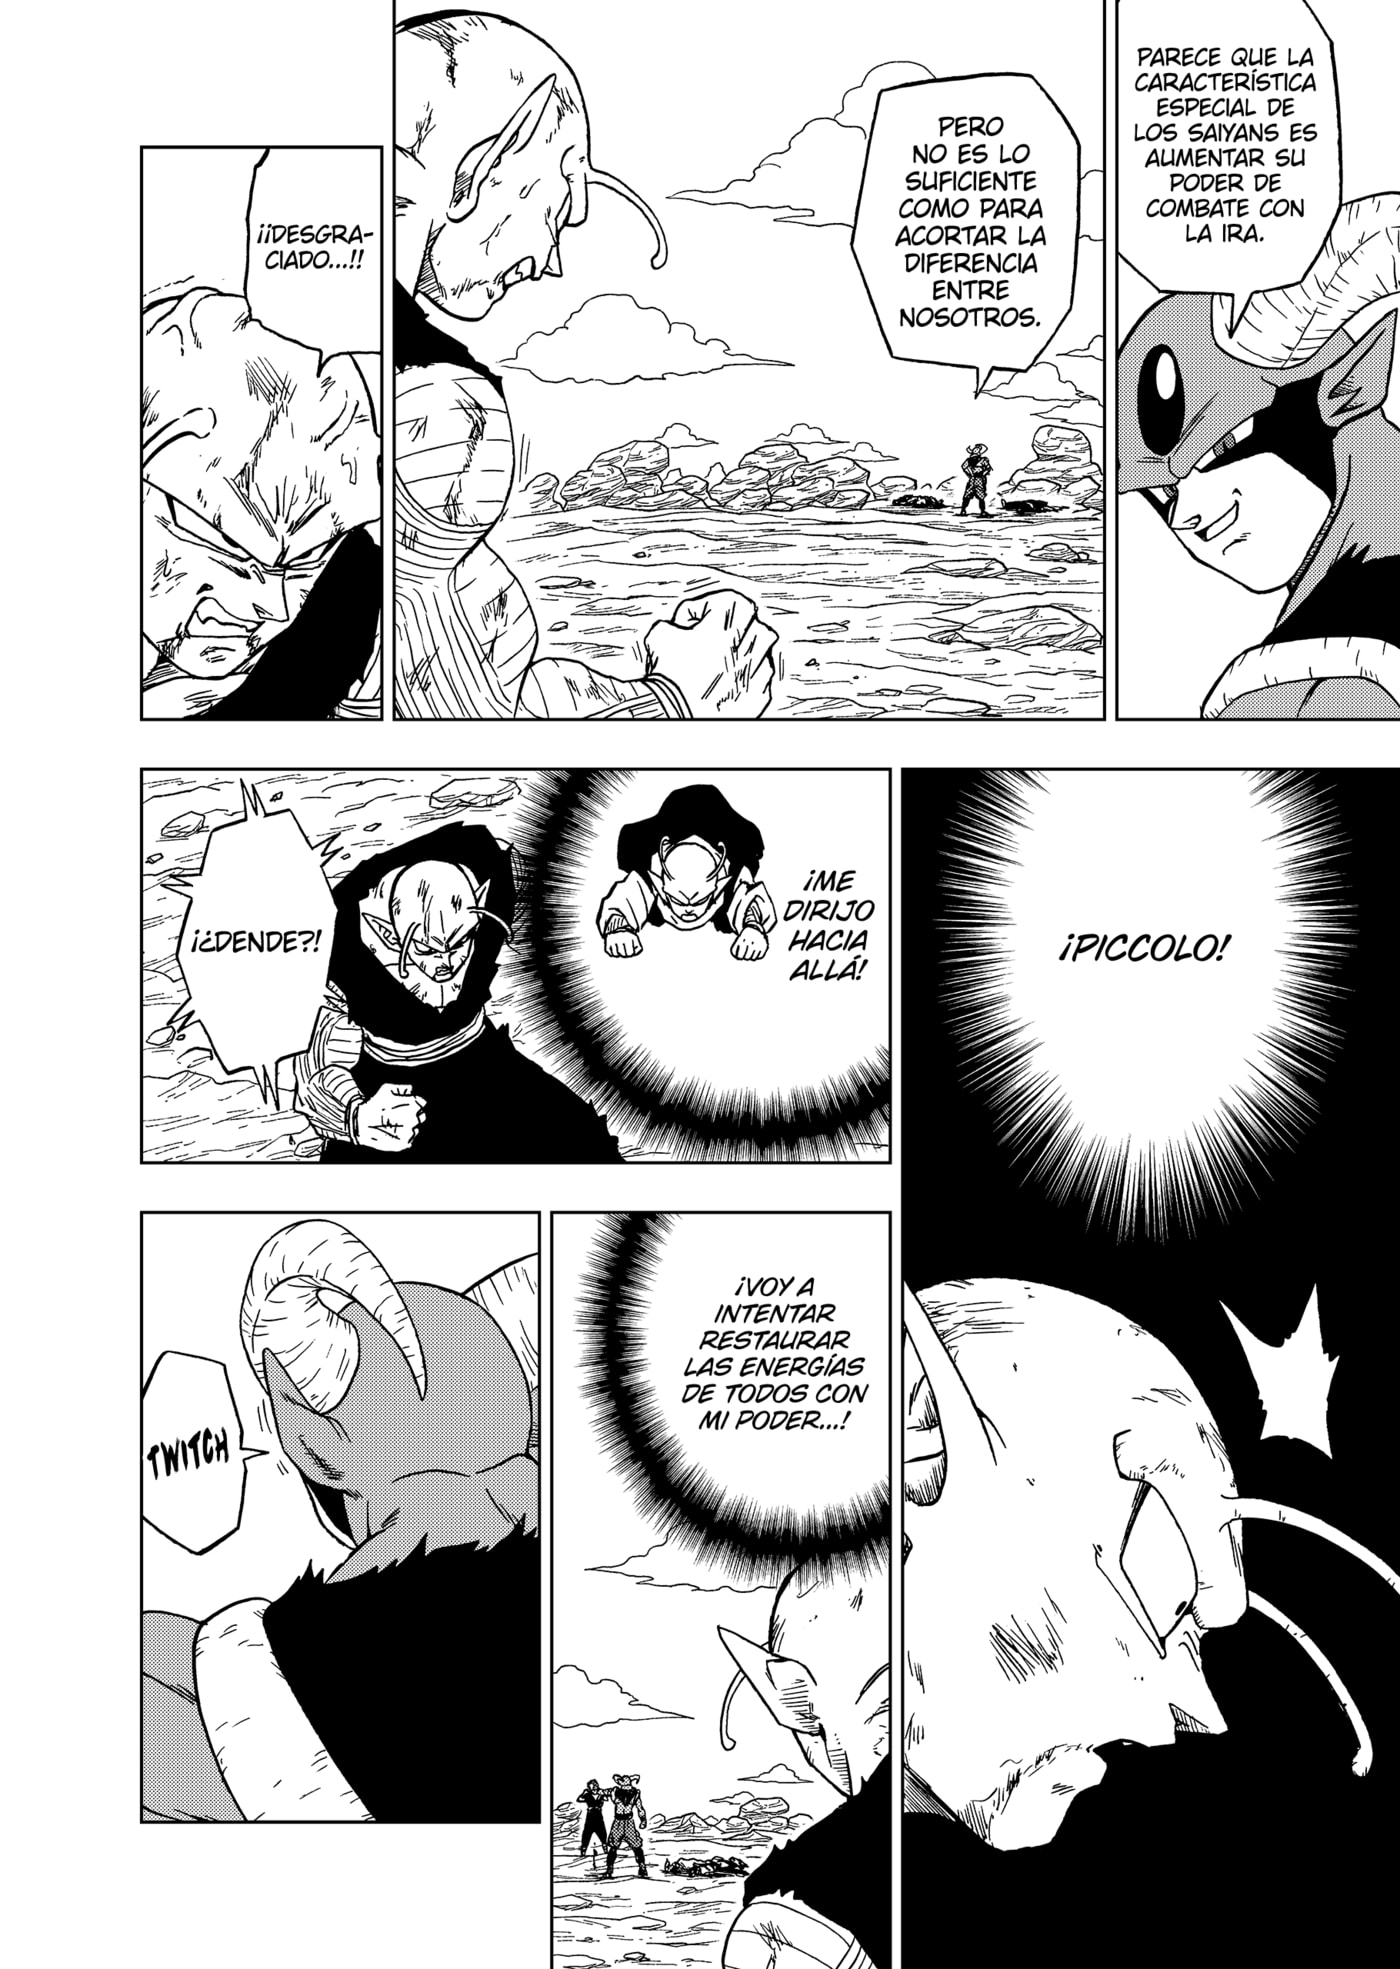 PARECE QUE LA
CARACTERÍSTICA
ESPECIAL DE
LOS SAIYANS ES
AUMENTAR SU
PODER DE
COMBATE CON
LA IRA.
PERO
NO ES LO
SUFICIENTE
COMO PARA
ACORTAR LA
DIFERENCIA
ENTRE
NOSOTROS.
¡¡DESGRA-
CIADO...!!
¡PICCOLO!
¡ME
DIRIJO
HACIA
ALLÁ!
¡¿DENDE?!
¡VOY A
INTENTAR
RESTAURAR
LAS ENERGÍAS
DE TODOS CON
MI PODER...!
TWITCH